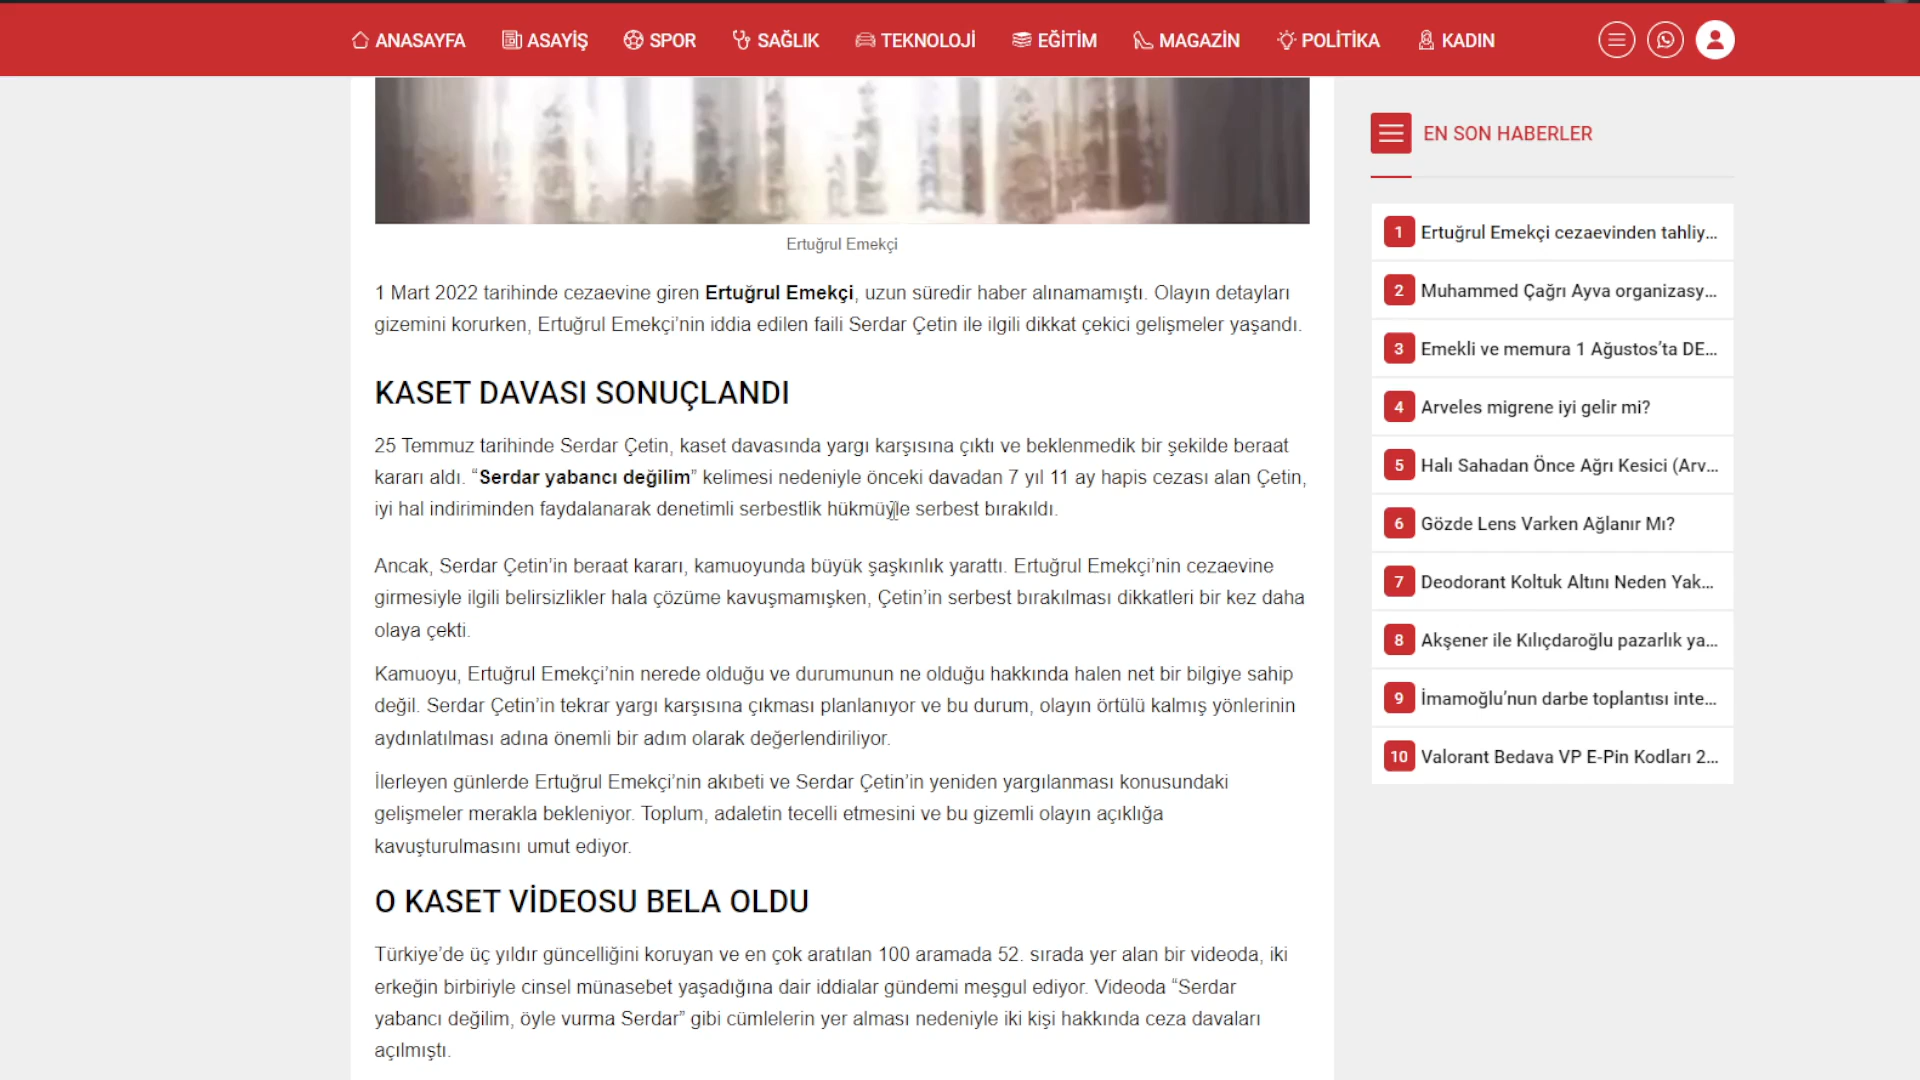 ANASAYFA ASAYİŞ SPOR SAĞLIK TEKNOLOJİ EĞİTİM MAGAZİN POLİTİKA KADIN
Ertuğrul Emekçi
1 Mart 2022 tarihinde cezaevine giren Ertuğrul Emekçi, uzun süredir haber alınamamıştı. Olayın detayları
gizemini korurken, Ertuğrul Emekçi’nin iddia edilen faili Serdar Çetin ile ilgili dikkat çekici gelişmeler yaşandı.
KASET DAVASI SONUÇLANDI
25 Temmuz tarihinde Serdar Çetin, kaset davasında yargı karşısına çıktı ve beklenmedik bir şekilde beraat
kararı aldı. “Serdar yabancı değilim” kelimesi nedeniyle önceki davadan 7 yıl 11 ay hapis cezası alan Çetin,
iyi hal indiriminden faydalanarak denetimli serbestlik hükmüyle serbest bırakıldı.
Ancak, Serdar Çetin’in beraat kararı, kamuoyunda büyük şaşkınlık yarattı. Ertuğrul Emekçi’nin cezaevine
girmesiyle ilgili belirsizlikler hala çözüme kavuşmamışken, Çetin’in serbest bırakılması dikkatleri bir kez daha
olaya çekti.
Kamuoyu, Ertuğrul Emekçi’nin nerede olduğu ve durumunun ne olduğu hakkında halen net bir bilgiye sahip
değil. Serdar Çetin’in tekrar yargı karşısına çıkması planlanıyor ve bu durum, olayın örtülü kalmış yönlerinin
aydınlatılması adına önemli bir adım olarak değerlendiriliyor.
İlerleyen günlerde Ertuğrul Emekçi’nin akıbeti ve Serdar Çetin’in yeniden yargılanması konusundaki
gelişmeler merakla bekleniyor. Toplum, adaletin tecelli etmesini ve bu gizemli olayın açıklığa
kavuşturulmasını umut ediyor.
O KASET VİDEOSU BELA OLDU
Türkiye’de üç yıldır güncelliğini koruyan ve en çok aratılan 100 aramada 52. sırada yer alan bir videoda, iki
erkeğin birbiriyle cinsel münasebet yaşadığına dair iddialar gündemi meşgul ediyor. Videoda “Serdar
yabancı değilim, öyle vurma Serdar” gibi cümlelerin yer alması nedeniyle iki kişi hakkında ceza davaları
açılmıştı.
EN SON HABERLER
1 Ertuğrul Emekçi cezaevinden tahliy...
2 Muhammed Çağrı Ayva organizasy...
3 Emekli ve memura 1 Ağustos’ta DE...
4 Arveles migrene iyi gelir mi?
5 Halı Sahadan Önce Ağrı Kesici (Arv...
6 Gözde Lens Varken Ağlanır Mı?
7 Deodorant Koltuk Altını Neden Yak...
8 Akşener ile Kılıçdaroğlu pazarlık ya...
9 İmamoğlu’nun darbe toplantısı inte...
10 Valorant Bedava VP E-Pin Kodları 2...